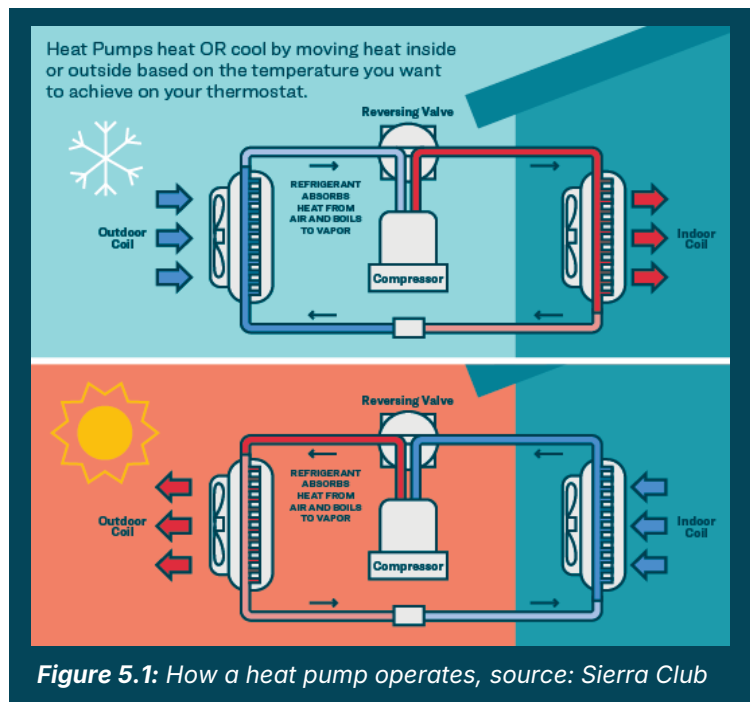 Heat Pumps heat OR cool by moving heat inside
or outside based on the temperature you want
to achieve on your thermostat.
Reversing Valve
REFRIGERANT
ABSORBS
HEAT FROM
AIR AND BOILS
TO VAPOR
Outdoor
Coil
Indoor
Coil
Compressor
Reversing Valve
REFRIGERANT
ABSORBS
HEAT FROM
AIR AND BOILS
TO VAPOR
Outdoor
Coil
Indoor
Coil
Compressor
Figure 5.1: How a heat pump operates, source: Sierra Club